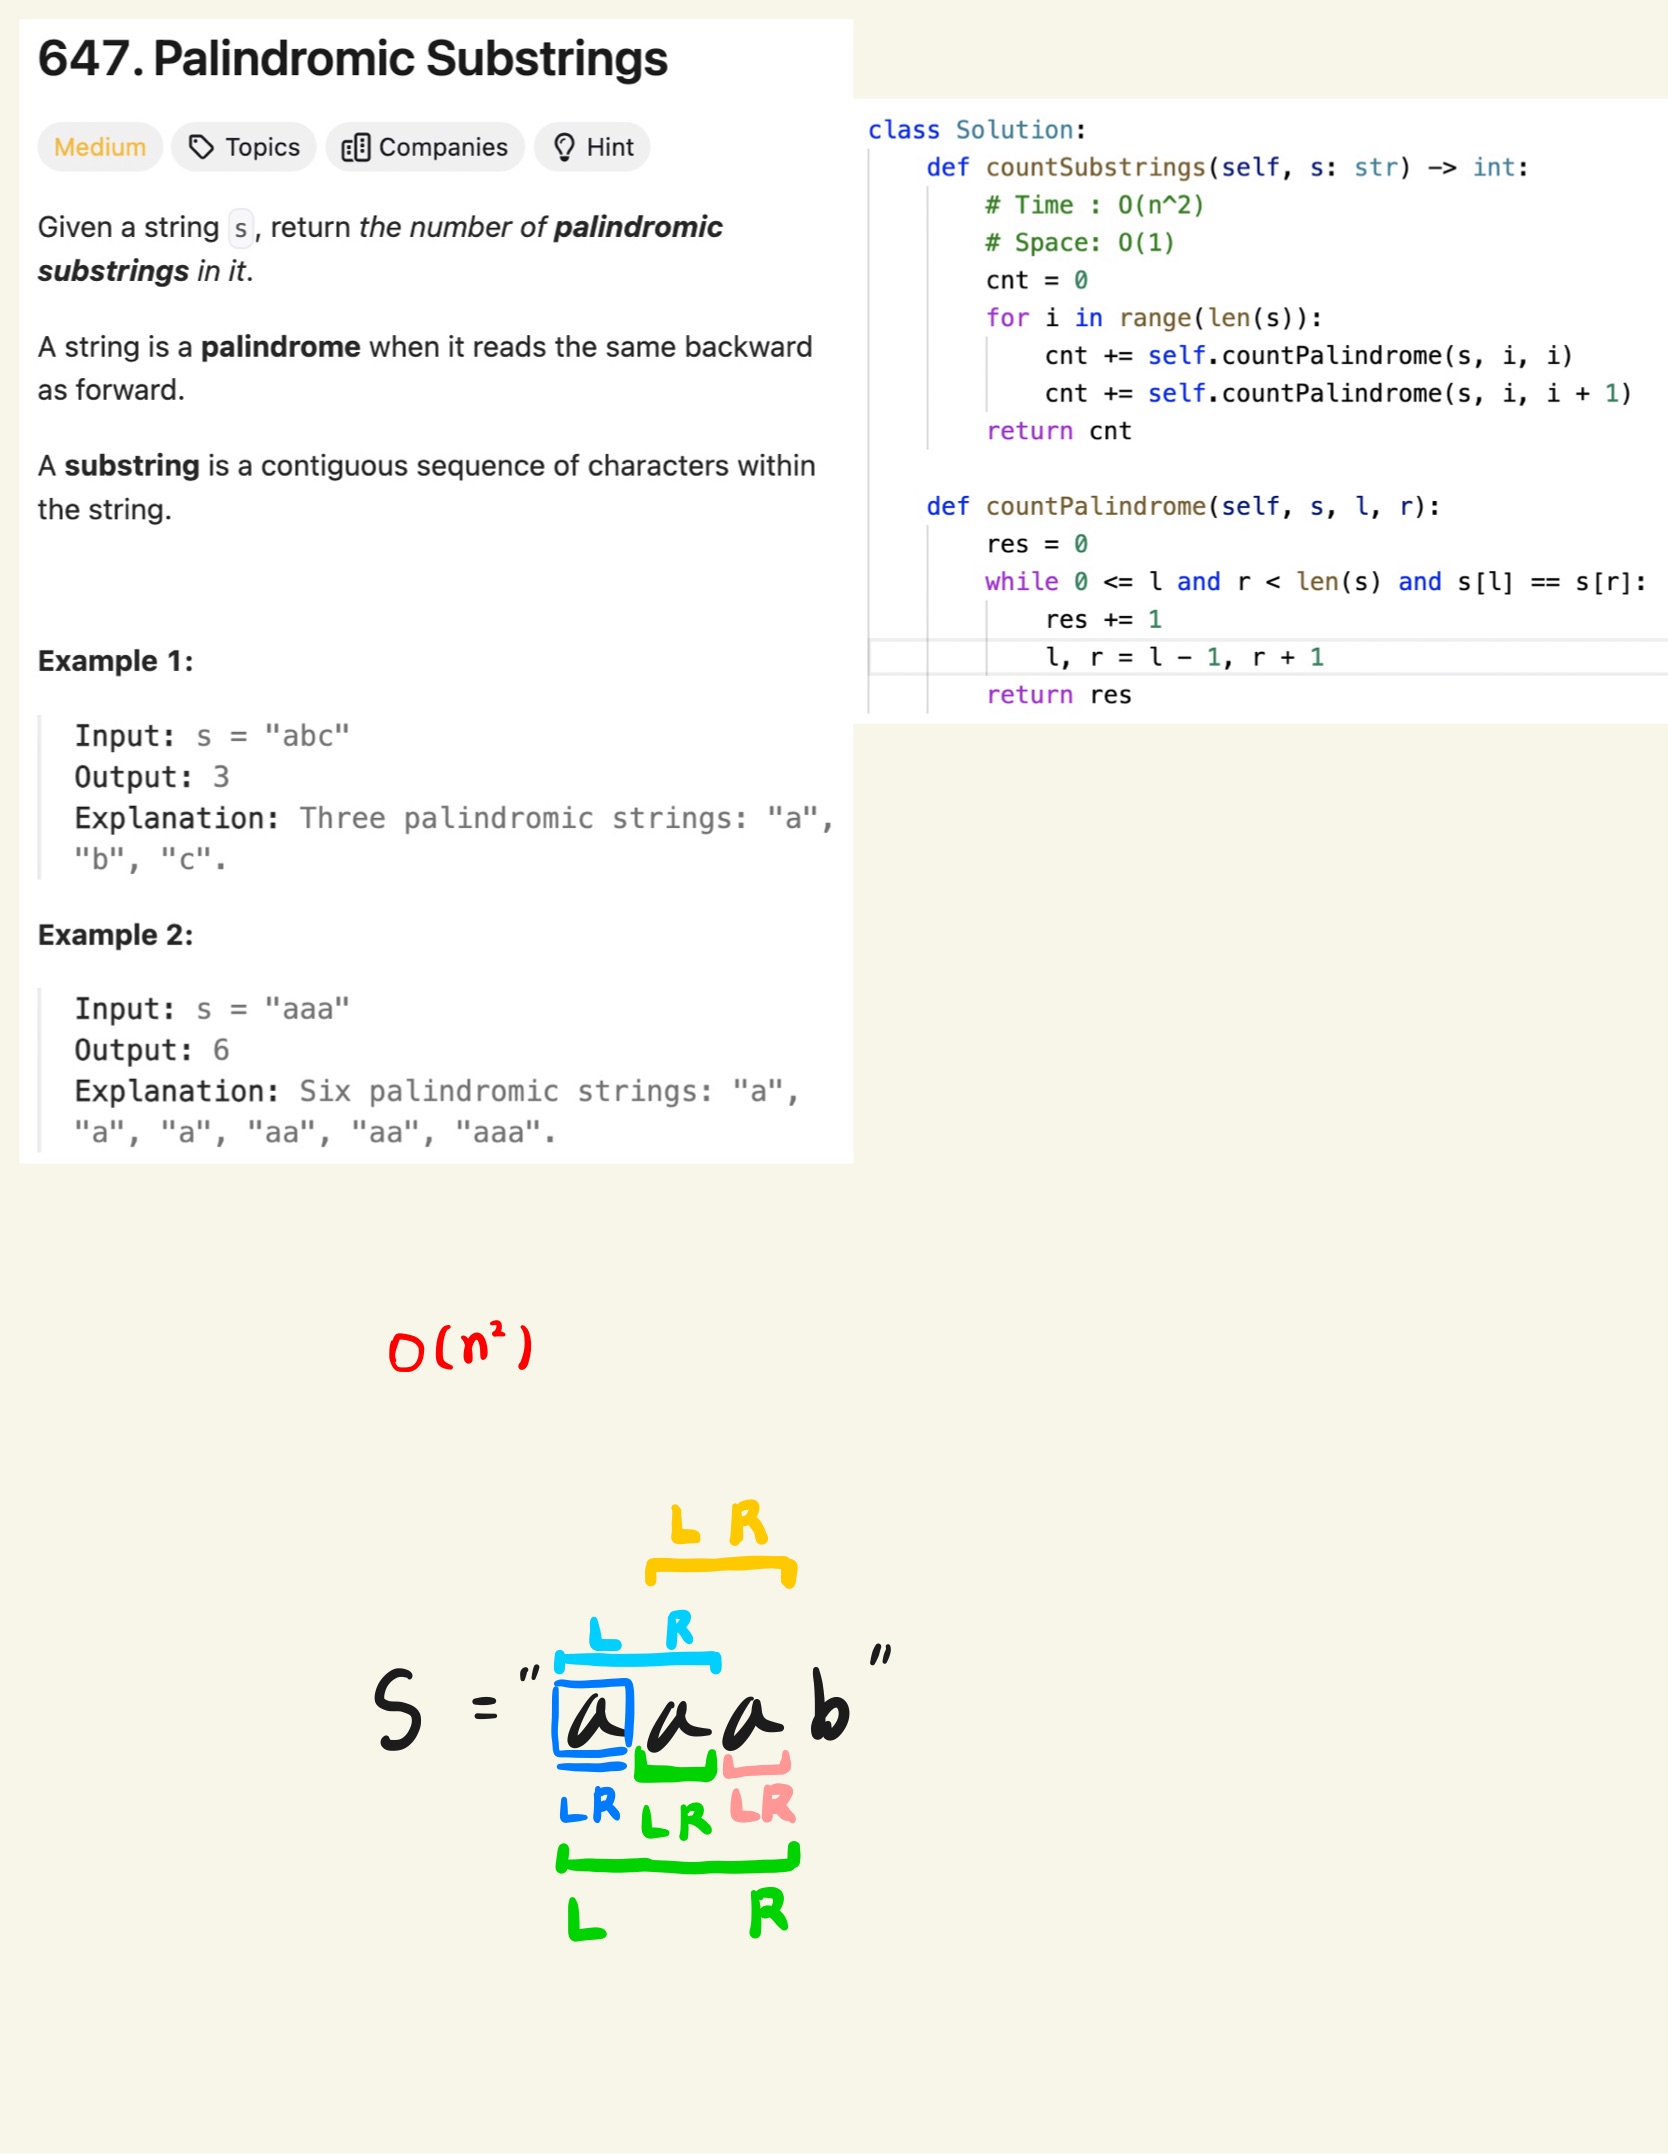 647. Palindromic Substrings
Medium Topics Companies Hint
Given a string s, return the number of palindromic
substrings in it.
A string is a palindrome when it reads the same backward
as forward.
A substring is a contiguous sequence of characters within
the string.
Example 1:
Input: s = "abc"
Output: 3
Explanation: Three palindromic strings: "a",
"b", "c".
Example 2:
Input: s = "aaa"
Output: 6
Explanation: Six palindromic strings: "a",
"a", "a", "aa", "aa", "aaa".
class Solution:
    def countSubstrings(self, s: str) -> int:
        # Time : O(n^2)
        # Space: O(1)
        cnt = 0
        for i in range(len(s)):
            cnt += self.countPalindrome(s, i, i)
            cnt += self.countPalindrome(s, i, i + 1)
        return cnt
    def countPalindrome(self, s, l, r):
        res = 0
        while 0 <= l and r < len(s) and s[l] == s[r]:
            res += 1
            l, r = l - 1, r + 1
        return res
O(n²)
L R
L R
S = "aaab"
LR LR LR
L R